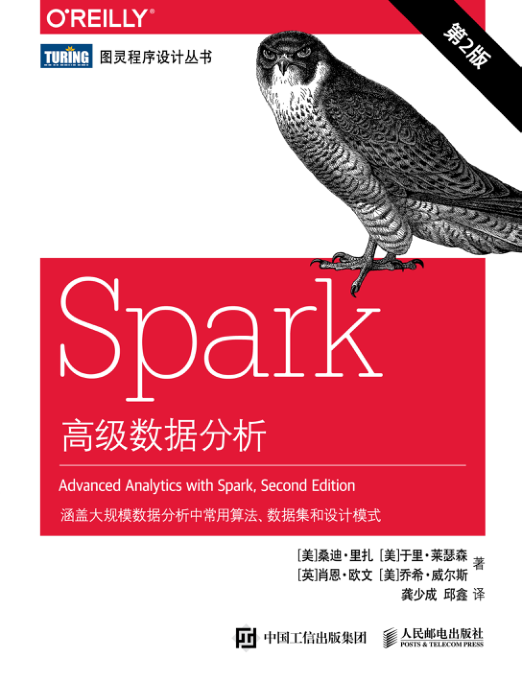 O'REILLY®
TURING 图灵程序设计丛书
第2版
Spark
高级数据分析
Advanced Analytics with Spark, Second Edition
涵盖大规模数据分析中常用算法、数据集和设计模式
[美]桑迪·里扎 [美]于里·莱瑟森
[英]肖恩·欧文 [美]乔希·威尔斯 著
龚少成 邱鑫 译
中国工信出版集团
人民邮电出版社
POSTS & TELECOM PRESS